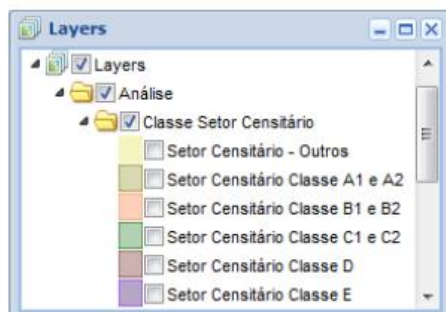 Layers
Layers
Análise
Classe Setor Censitário
Setor Censitário - Outros
Setor Censitário Classe A1 e A2
Setor Censitário Classe B1 e B2
Setor Censitário Classe C1 e C2
Setor Censitário Classe D
Setor Censitário Classe E